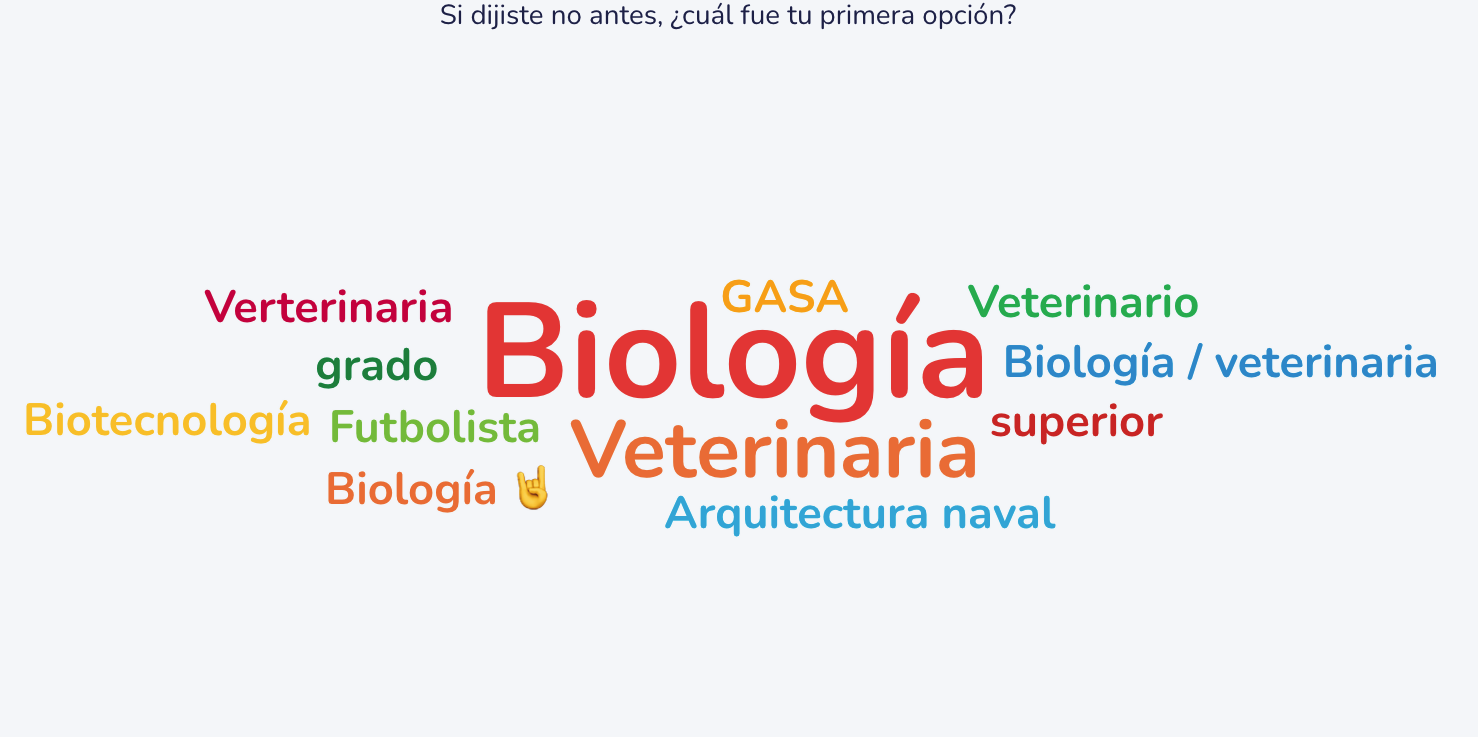 Si dijiste no antes, ¿cuál fue tu primera opción?
GASA
Verterinaria
Veterinario
Biología
grado
Biología / veterinaria
Biotecnología
Futbolista
superior
Veterinaria
Biología 🤘
Arquitectura naval